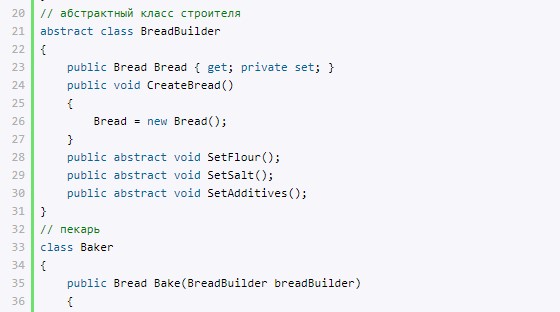 20 // абстрактный класс строителя
21 abstract class BreadBuilder
22 {
23     public Bread Bread { get; private set; }
24     public void CreateBread()
25     {
26         Bread = new Bread();
27     }
28     public abstract void SetFlour();
29     public abstract void SetSalt();
30     public abstract void SetAdditives();
31 }
32 // пекарь
33 class Baker
34 {
35     public Bread Bake(BreadBuilder breadBuilder)
36     {